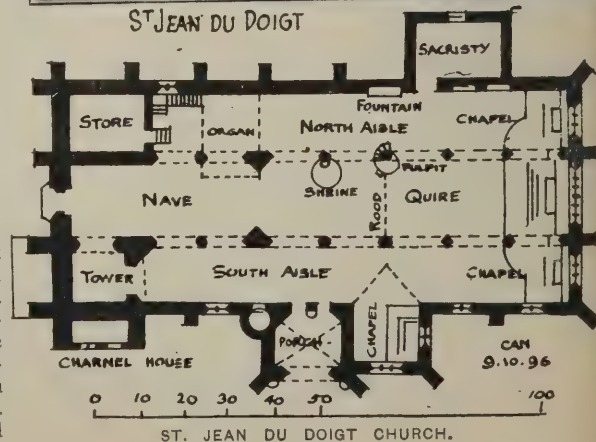 ST JEAN DU DOIGT
SACRISTY
FOUNTAIN
STORE
ORGAN
NORTH AISLE
CHAPEL
PULPIT
SHRINE
NAVE
ROOD
QUIRE
TOWER
SOUTH AISLE
CHAPEL
PORCH
CHAPEL
CHARNEL HOUSE
CAN
9.10.96
0 10 20 30 40 50 100
ST. JEAN DU DOIGT CHURCH.